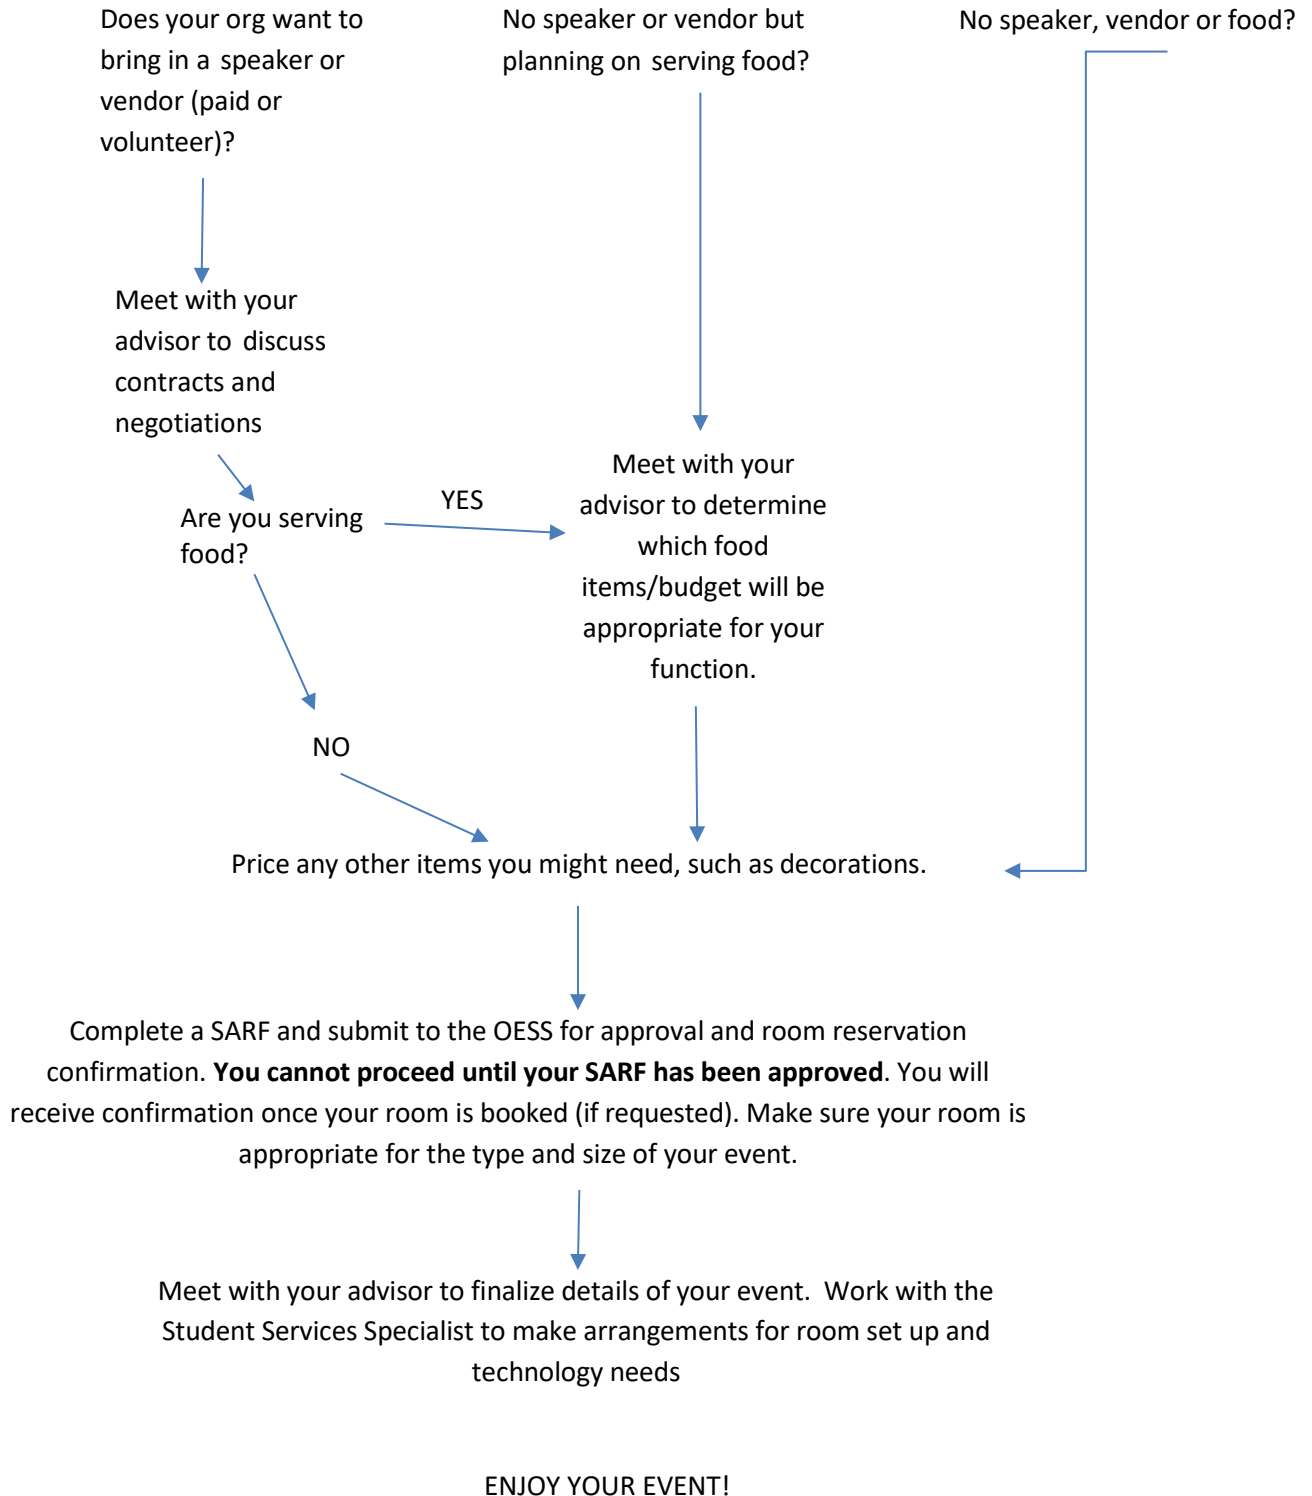 Does your org want to
bring in a speaker or
vendor (paid or
volunteer)?
No speaker or vendor but
planning on serving food?
No speaker, vendor or food?
Meet with your
advisor to discuss
contracts and
negotiations
Are you serving
food?
YES
Meet with your
advisor to determine
which food
items/budget will be
appropriate for your
function.
NO
Price any other items you might need, such as decorations.
Complete a SARF and submit to the OESS for approval and room reservation
confirmation. You cannot proceed until your SARF has been approved. You will
receive confirmation once your room is booked (if requested). Make sure your room is
appropriate for the type and size of your event.
Meet with your advisor to finalize details of your event. Work with the
Student Services Specialist to make arrangements for room set up and
technology needs
ENJOY YOUR EVENT!